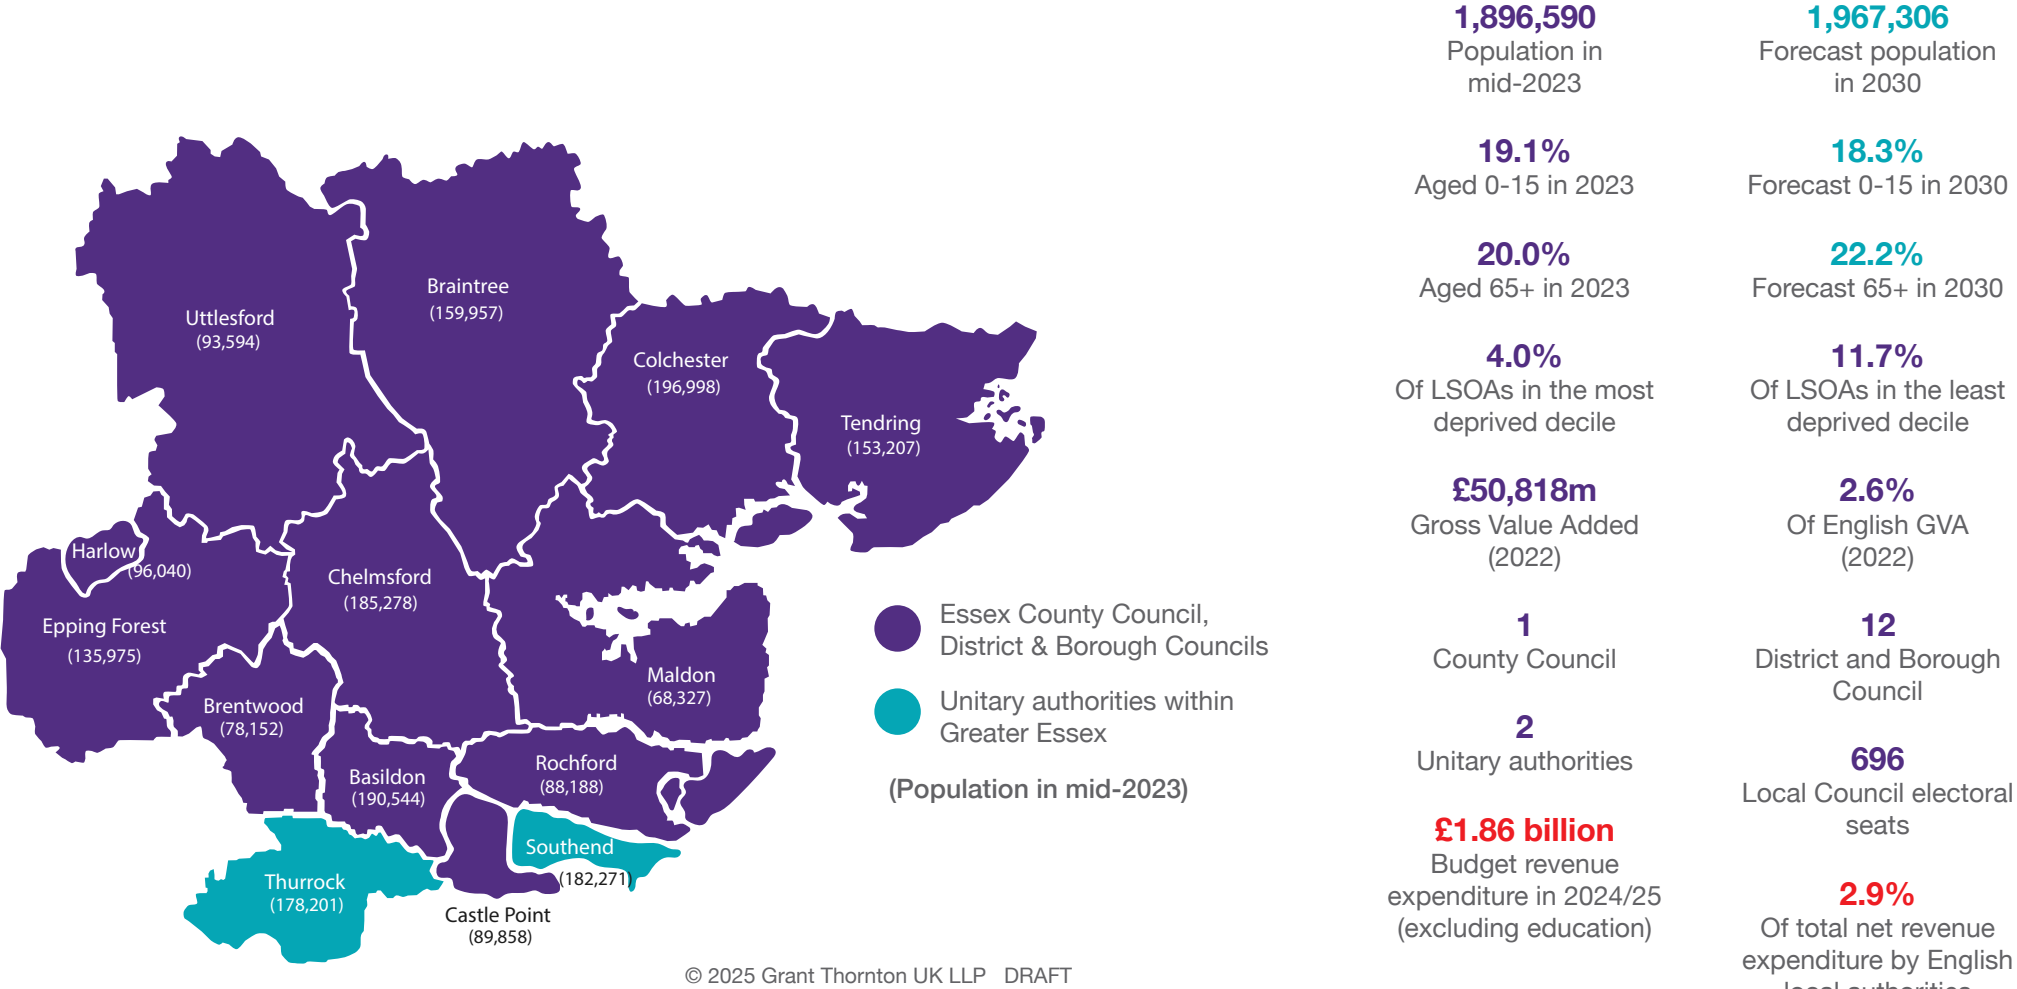 Uttlesford
(93,594)
Braintree
(159,957)
Colchester
(196,998)
Tendring
(153,207)
Harlow
(96,040)
Epping Forest
(135,975)
Chelmsford
(185,278)
Maldon
(68,327)
Brentwood
(78,152)
Basildon
(190,544)
Rochford
(88,188)
Southend
(182,271)
Thurrock
(178,201)
Castle Point
(89,858)
Essex County Council,
District & Borough Councils
Unitary authorities within
Greater Essex
(Population in mid-2023)
1,896,590
Population in
mid-2023
1,967,306
Forecast population
in 2030
19.1%
Aged 0-15 in 2023
18.3%
Forecast 0-15 in 2030
20.0%
Aged 65+ in 2023
22.2%
Forecast 65+ in 2030
4.0%
Of LSOAs in the most
deprived decile
11.7%
Of LSOAs in the least
deprived decile
£50,818m
Gross Value Added
(2022)
2.6%
Of English GVA
(2022)
1
County Council
12
District and Borough
Council
2
Unitary authorities
696
Local Council electoral
seats
£1.86 billion
Budget revenue
expenditure in 2024/25
(excluding education)
2.9%
Of total net revenue
expenditure by English
local authorities
© 2025 Grant Thornton UK LLP DRAFT